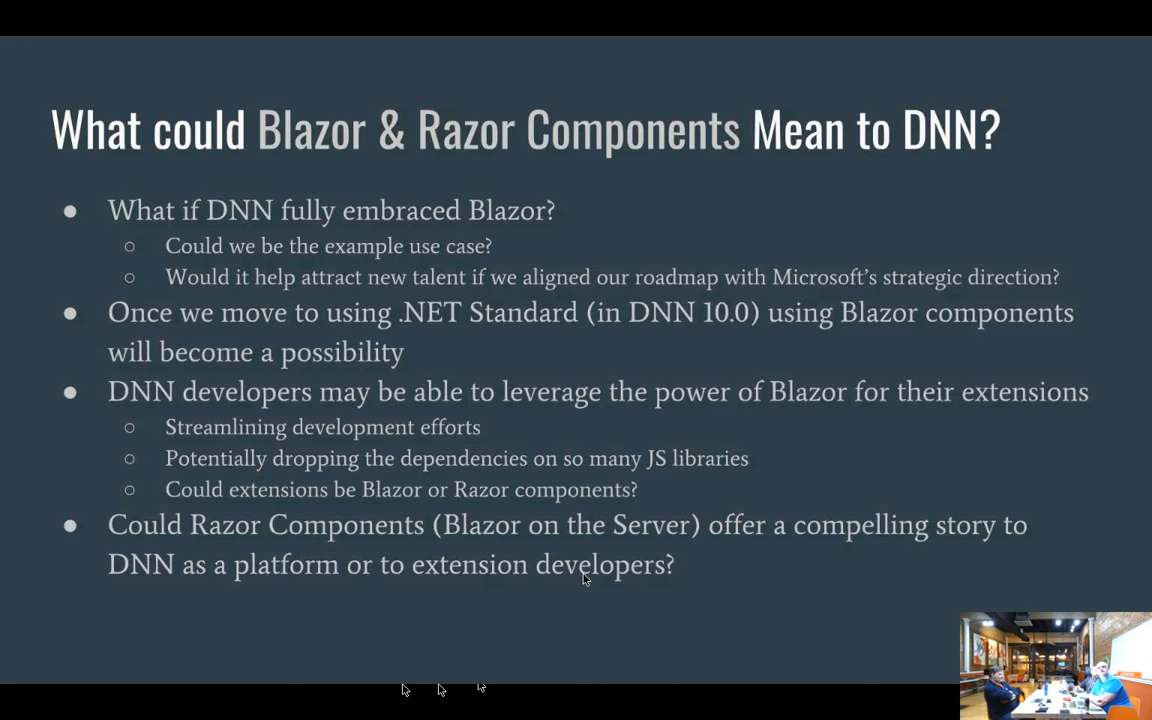 What could Blazor & Razor Components Mean to DNN?
● What if DNN fully embraced Blazor?
○ Could we be the example use case?
○ Would it help attract new talent if we aligned our roadmap with Microsoft’s strategic direction?
● Once we move to using .NET Standard (in DNN 10.0) using Blazor components
will become a possibility
● DNN developers may be able to leverage the power of Blazor for their extensions
○ Streamlining development efforts
○ Potentially dropping the dependencies on so many JS libraries
○ Could extensions be Blazor or Razor components?
● Could Razor Components (Blazor on the Server) offer a compelling story to
DNN as a platform or to extension developers?